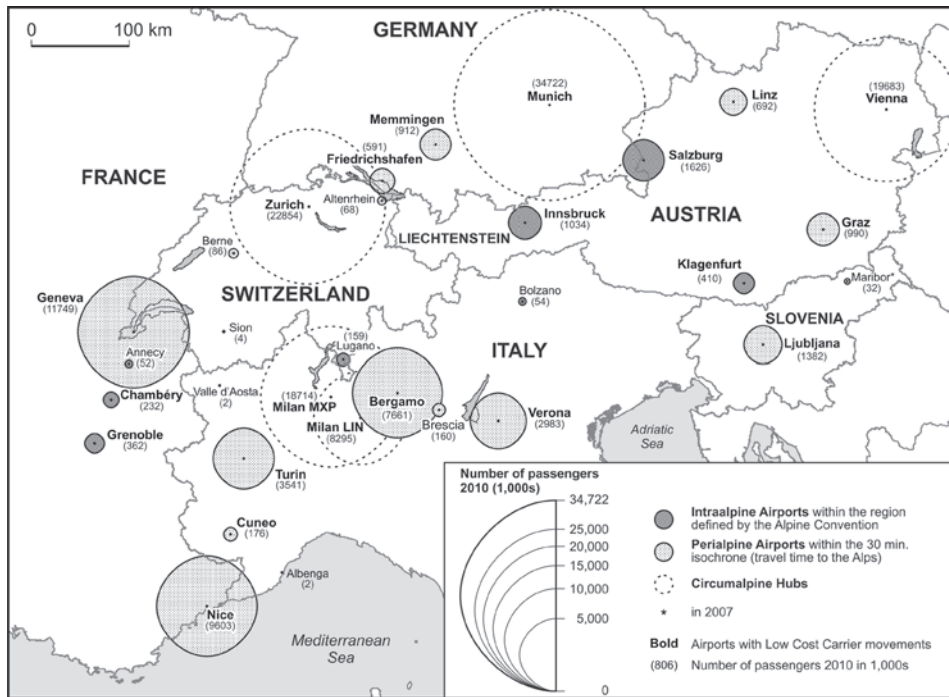 0 100 km
GERMANY
(34722)
Munich
Linz
(692)
(19683)
Vienna
Memmingen
(912)
(591)
Friedrichshafen
Salzburg
(1626)
FRANCE
Altenrhein
(68)
Zurich
(22854)
Innsbruck
(1034)
AUSTRIA
Graz
(990)
LIECHTENSTEIN
Berne
(86)
Klagenfurt
(410)
Maribor*
(32)
Geneva
(11749)
SWITZERLAND
Bolzano
(54)
SLOVENIA
Sion
(4)
Ljubljana
(1382)
(159)
Lugano
ITALY
Annecy
(52)
Valle d'Aosta
(2)
Chambéry
(232)
(18714)
Milan MXP
Bergamo
(7661)
Milan LIN
(8295)
Brescia
(160)
Verona
(2983)
Adriatic
Sea
Grenoble
(362)
Turin
(3541)
Cuneo
(176)
Albenga
(2)
Nice
(9603)
Mediterranean
Sea
Number of passengers
2010 (1,000s)
34,722
25,000
20,000
15,000
10,000
5,000
0
Intraalpine Airports within the region
defined by the Alpine Convention
Perialpine Airports within the 30 min.
isochrone (travel time to the Alps)
Circumalpine Hubs
* in 2007
Bold Airports with Low Cost Carrier movements
(806) Number of passengers 2010 in 1,000s